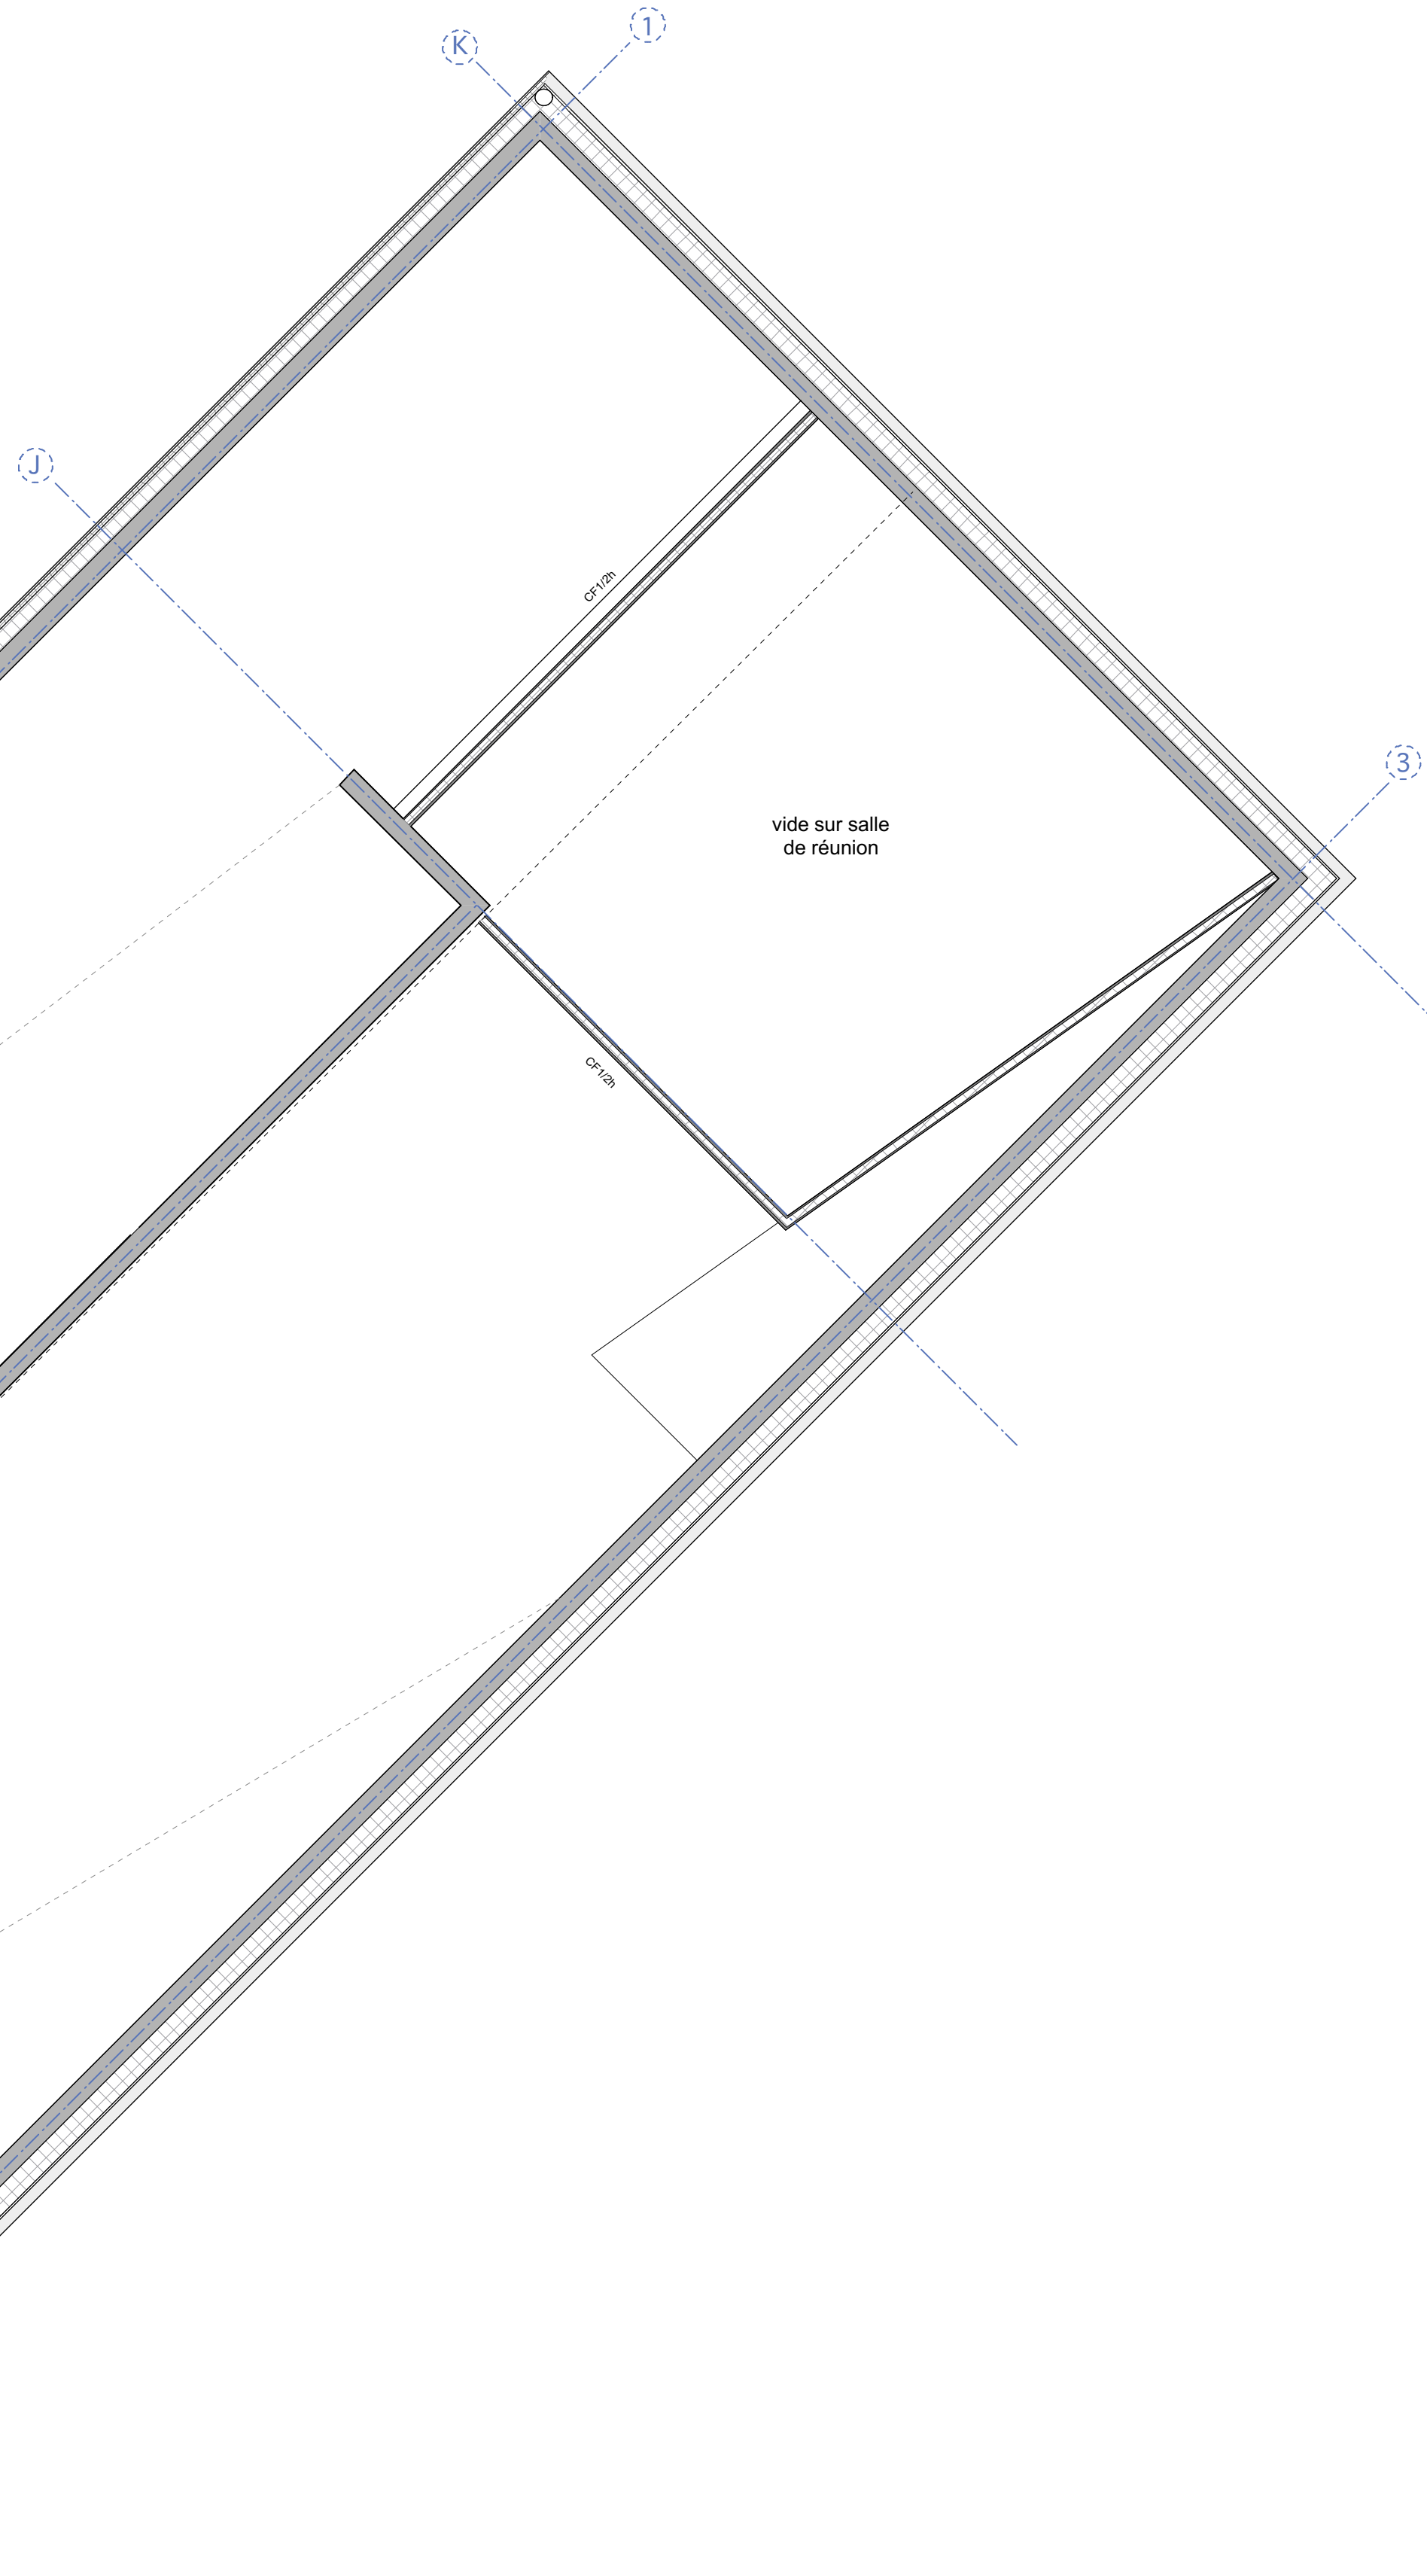 1
K
J
CF1/2h
3
vide sur salle
de réunion
CF1/2h